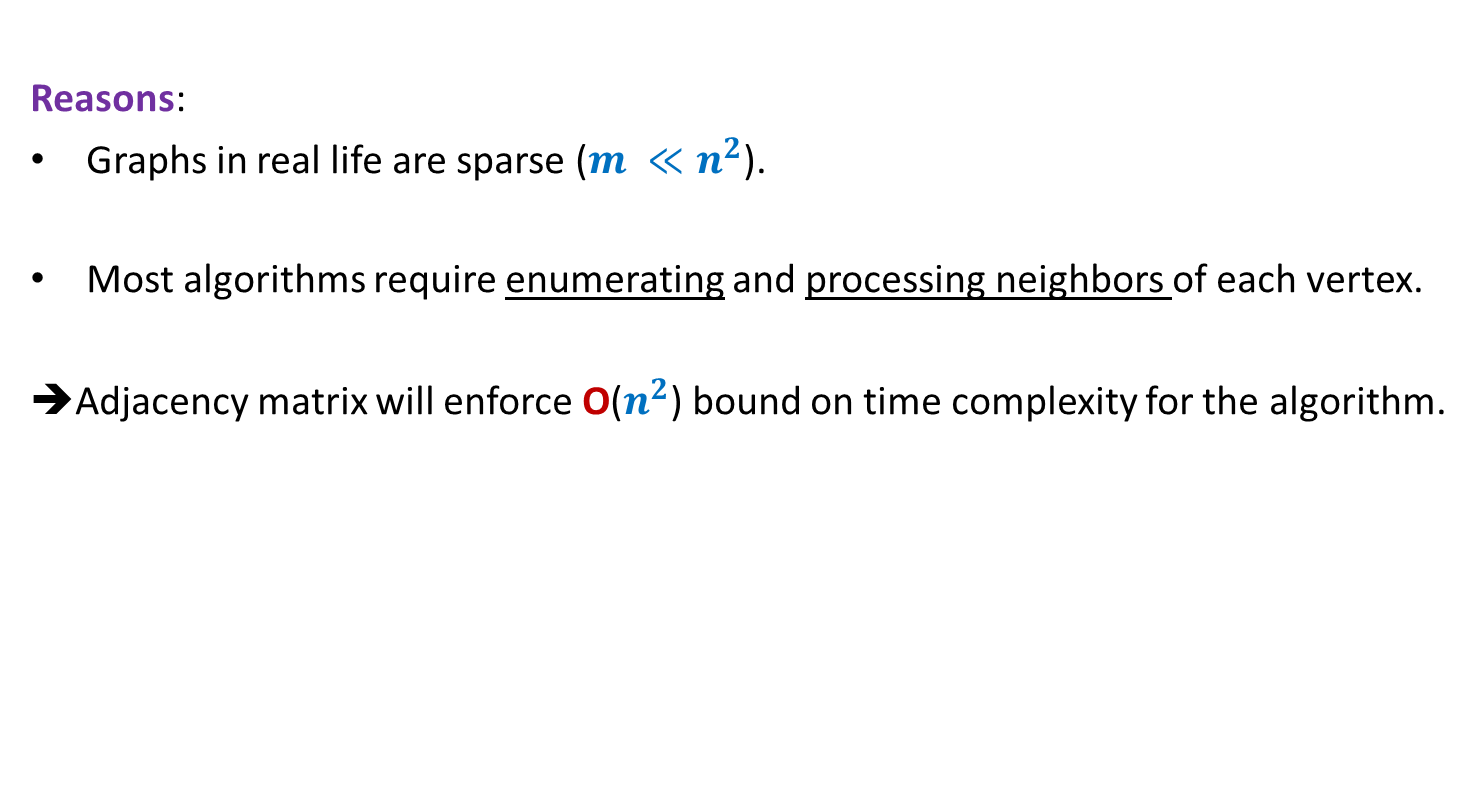 Reasons:
• Graphs in real life are sparse (m ≪ n²).
• Most algorithms require enumerating and processing neighbors of each vertex.
➔Adjacency matrix will enforce O(n²) bound on time complexity for the algorithm.